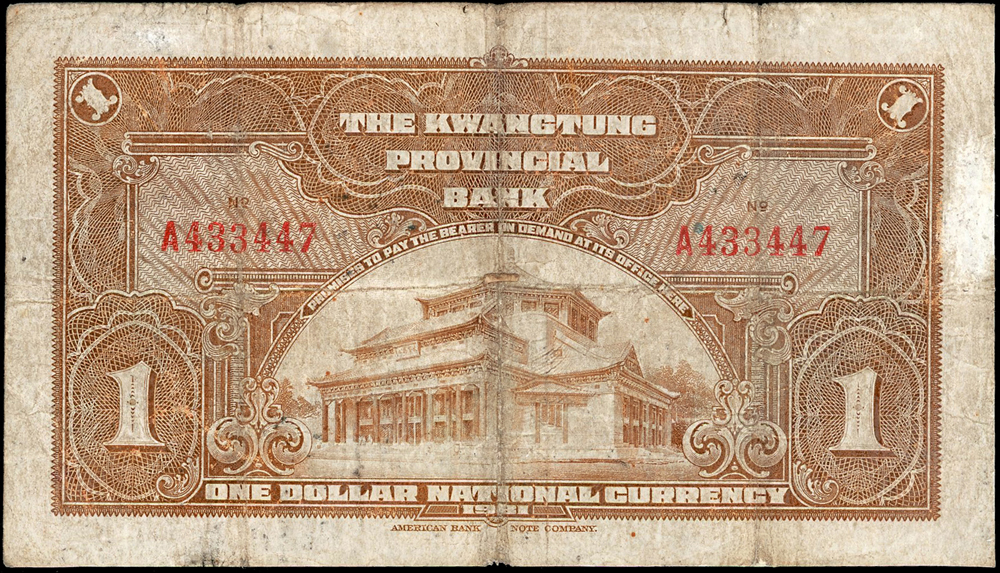 THE KWANGTUNG
PROVINCIAL
BANK
Nº
Nº
A433447
A433447
PROMISES TO PAY THE BEARER ON DEMAND AT ITS OFFICE HERE
1
1
ONE DOLLAR NATIONAL CURRENCY
1931
AMERICAN BANK NOTE COMPANY.